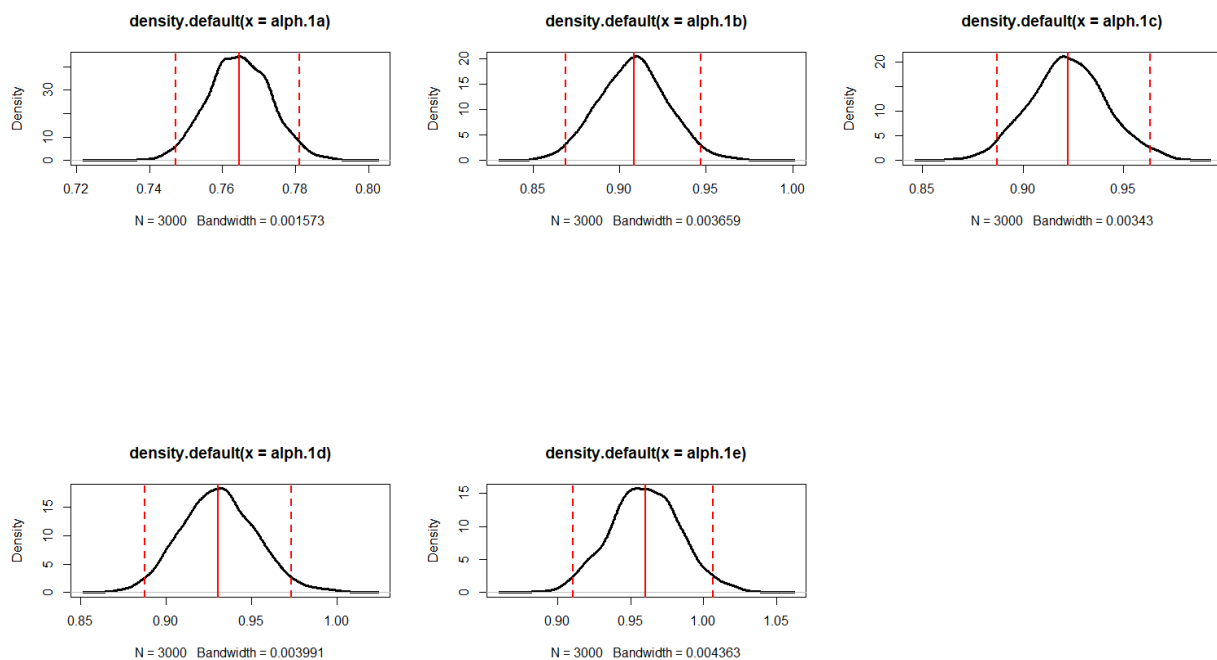 density.default(x = alph.1a)
density.default(x = alph.1b)
density.default(x = alph.1c)
Density
0 10 30
0.72 0.74 0.76 0.78 0.80
N = 3000 Bandwidth = 0.001573
Density
0 5 10 15 20
0.85 0.90 0.95 1.00
N = 3000 Bandwidth = 0.003659
Density
0 5 10 20
0.85 0.90 0.95
N = 3000 Bandwidth = 0.00343
density.default(x = alph.1d)
density.default(x = alph.1e)
Density
0 5 10 15
0.85 0.90 0.95 1.00
N = 3000 Bandwidth = 0.003991
Density
0 5 10 15
0.90 0.95 1.00 1.05
N = 3000 Bandwidth = 0.004363